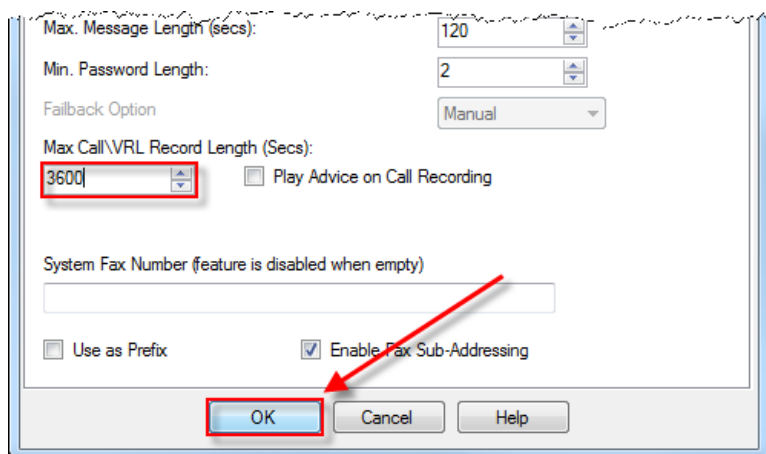 Max. Message Length (secs): 120
Min. Password Length: 2
Failback Option Manual
Max Call\VRL Record Length (Secs):
3600 Play Advice on Call Recording
System Fax Number (feature is disabled when empty)
Use as Prefix Enable Fax Sub-Addressing
OK Cancel Help